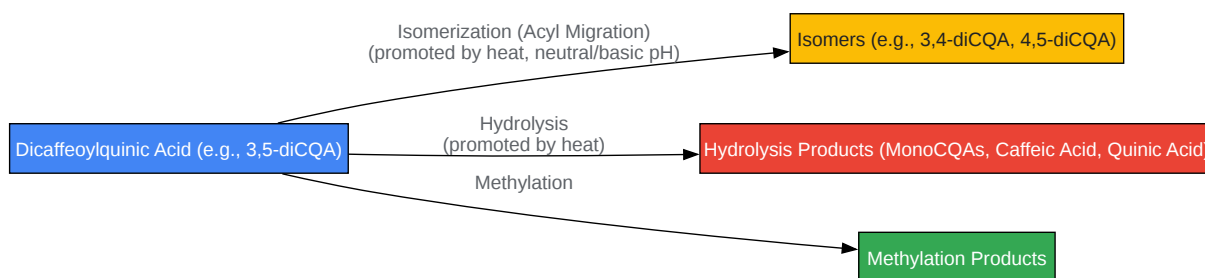 Isomerization (Acyl Migration)
(promoted by heat, neutral/basic pH)
Isomers (e.g., 3,4-diCQA, 4,5-diCQA)
Dicaffeoylquinic Acid (e.g., 3,5-diCQA)
Hydrolysis
(promoted by heat)
Hydrolysis Products (MonoCQAs, Caffeic Acid, Quinic Acid)
Methylation
Methylation Products